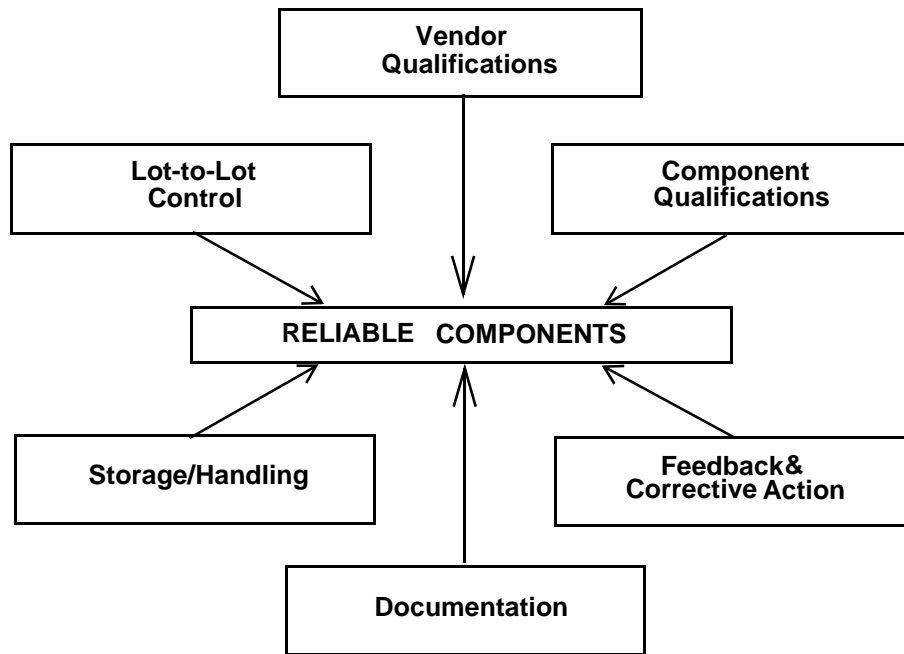 Vendor
Qualifications
Lot-to-Lot
Control
Component
Qualifications
RELIABLE COMPONENTS
Storage/Handling
Feedback&
Corrective Action
Documentation